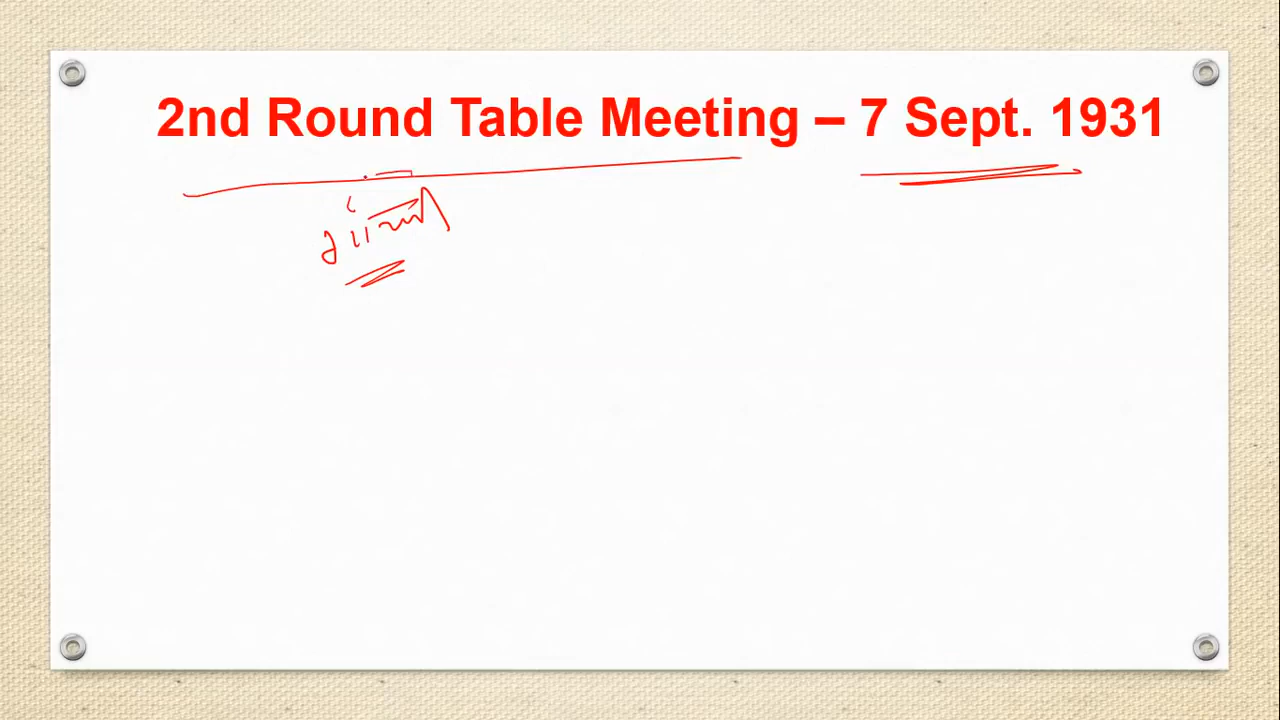 2nd Round Table Meeting – 7 Sept. 1931